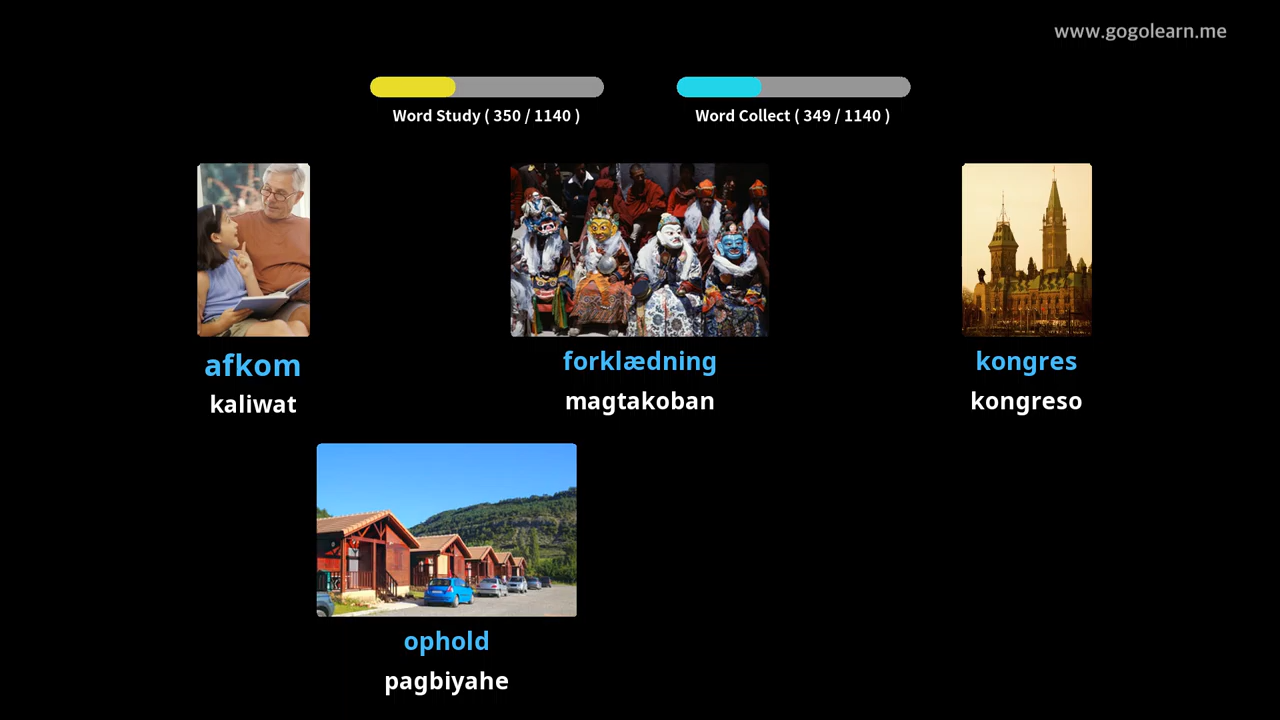 www.gogolearn.me
Word Study ( 350 / 1140 )
Word Collect ( 349 / 1140 )
afkom
kaliwat
forklædning
magtakoban
kongres
kongreso
ophold
pagbiyahe